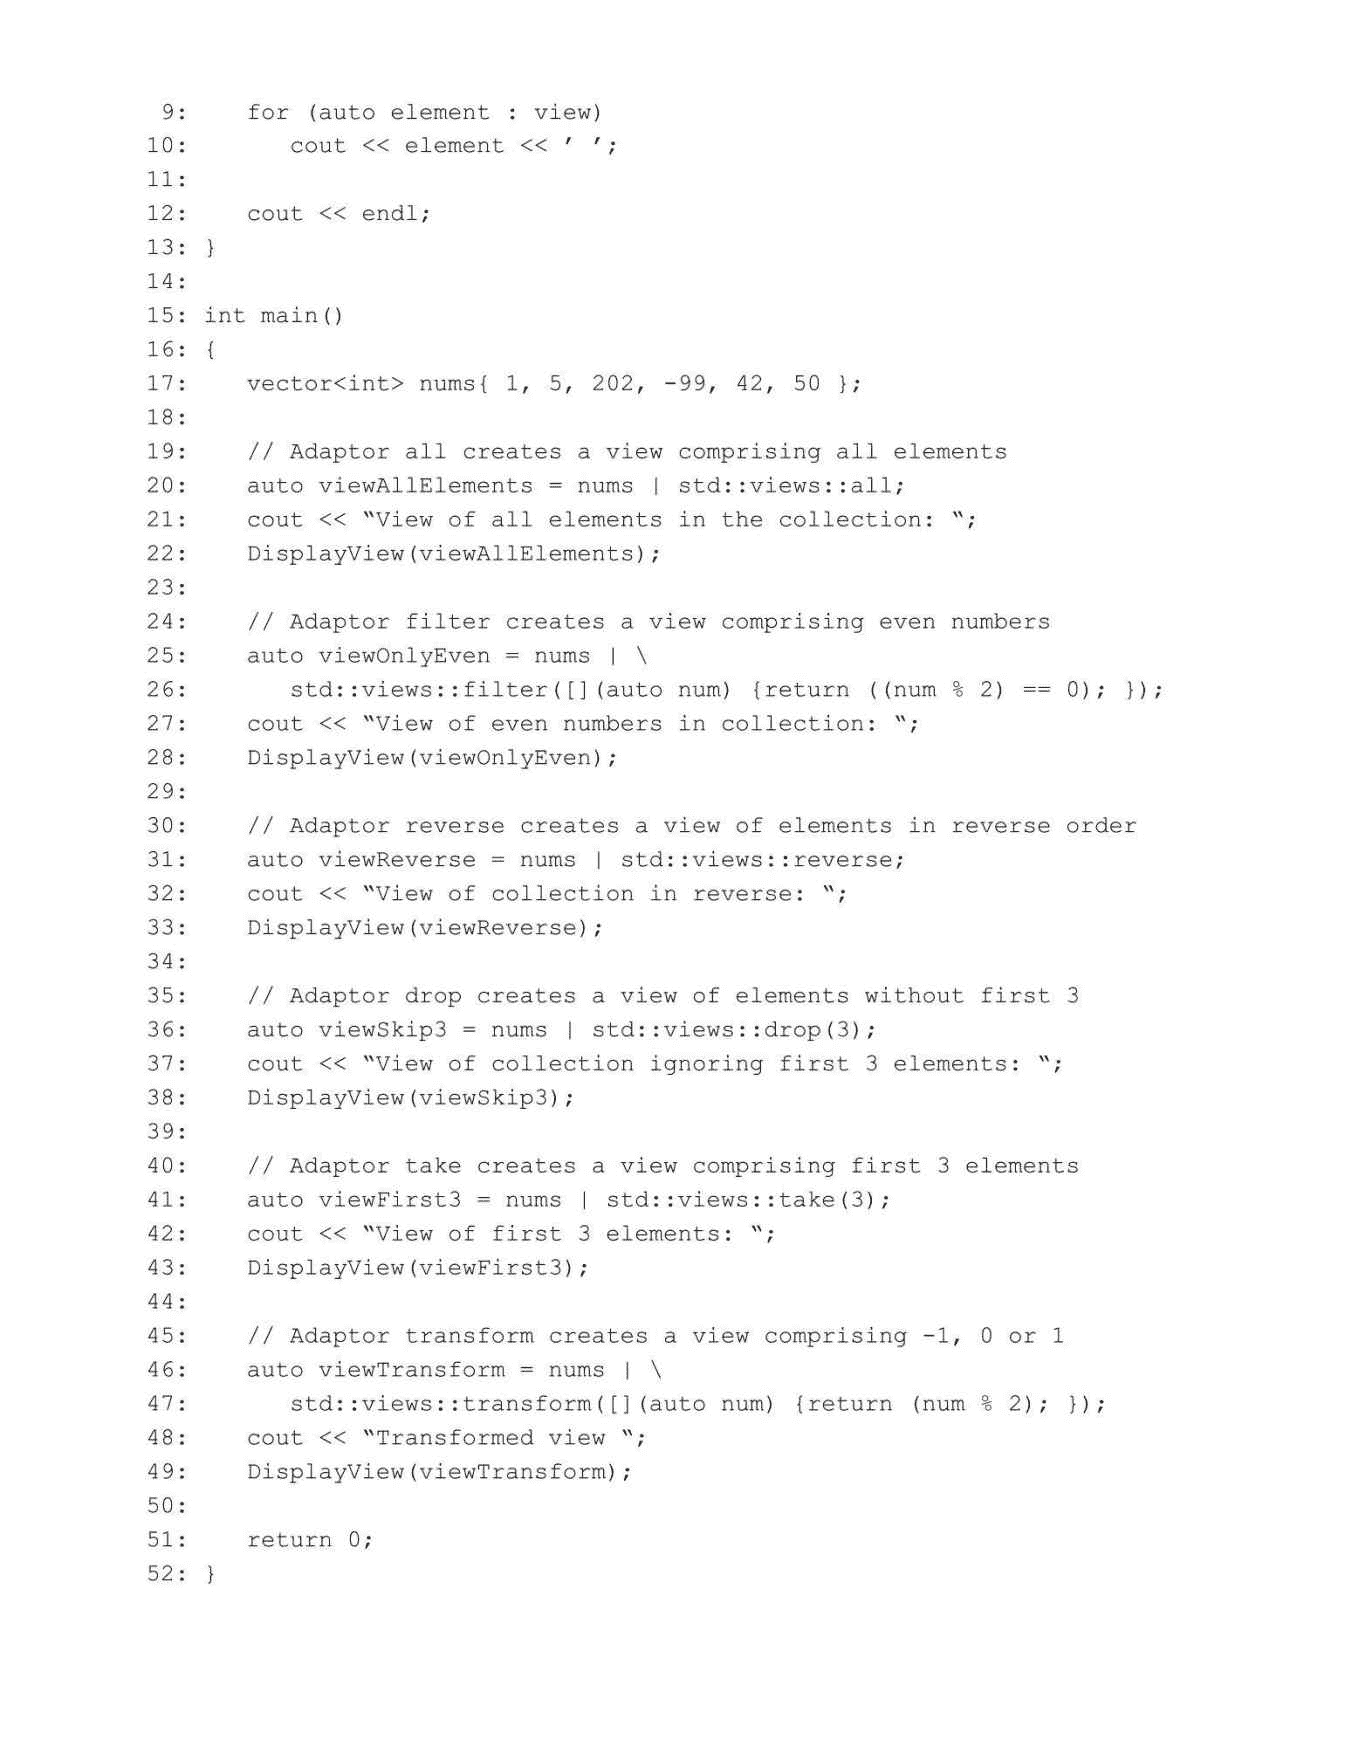 9:    for (auto element : view)
10:       cout << element << ’ ’;
11:
12:    cout << endl;
13: }
14:
15: int main()
16: {
17:    vector<int> nums{ 1, 5, 202, -99, 42, 50 };
18:
19:    // Adaptor all creates a view comprising all elements
20:    auto viewAllElements = nums | std::views::all;
21:    cout << “View of all elements in the collection: “;
22:    DisplayView(viewAllElements);
23:
24:    // Adaptor filter creates a view comprising even numbers
25:    auto viewOnlyEven = nums | \
26:       std::views::filter([](auto num) {return ((num % 2) == 0); });
27:    cout << “View of even numbers in collection: “;
28:    DisplayView(viewOnlyEven);
29:
30:    // Adaptor reverse creates a view of elements in reverse order
31:    auto viewReverse = nums | std::views::reverse;
32:    cout << “View of collection in reverse: “;
33:    DisplayView(viewReverse);
34:
35:    // Adaptor drop creates a view of elements without first 3
36:    auto viewSkip3 = nums | std::views::drop(3);
37:    cout << “View of collection ignoring first 3 elements: “;
38:    DisplayView(viewSkip3);
39:
40:    // Adaptor take creates a view comprising first 3 elements
41:    auto viewFirst3 = nums | std::views::take(3);
42:    cout << “View of first 3 elements: “;
43:    DisplayView(viewFirst3);
44:
45:    // Adaptor transform creates a view comprising -1, 0 or 1
46:    auto viewTransform = nums | \
47:       std::views::transform([](auto num) {return (num % 2); });
48:    cout << “Transformed view “;
49:    DisplayView(viewTransform);
50:
51:    return 0;
52: }